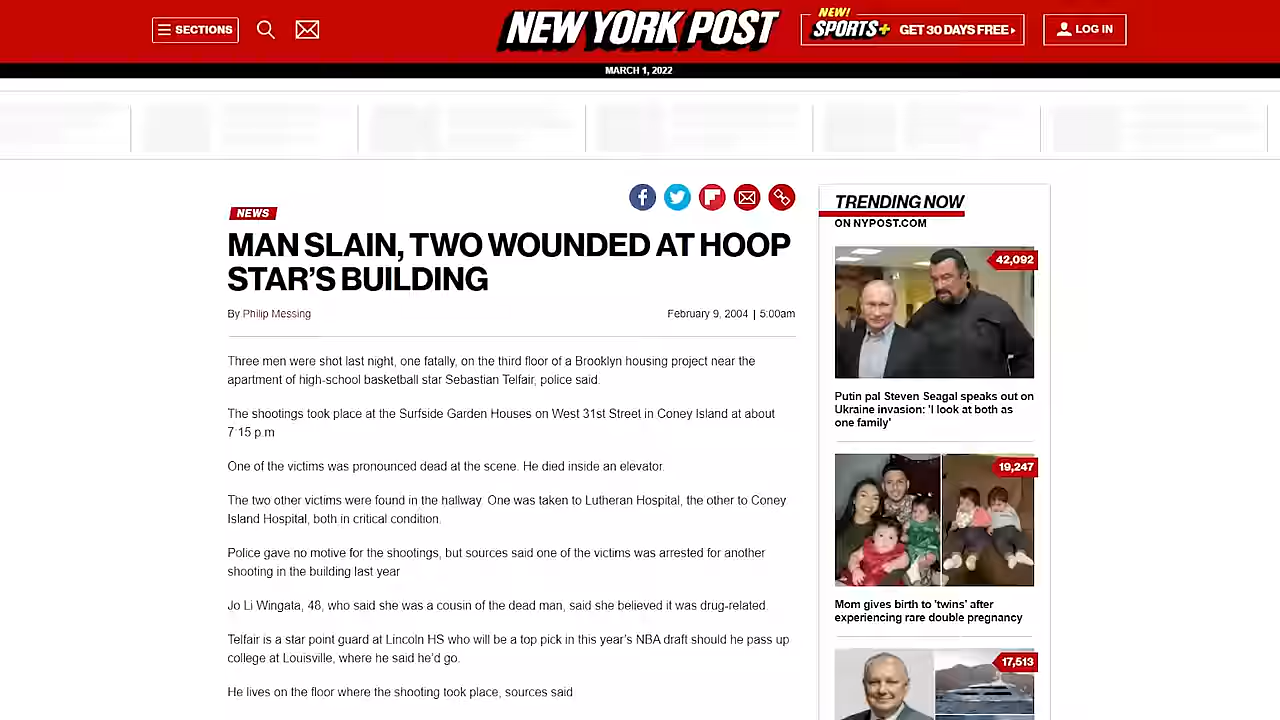 SECTIONS
NEW YORK POST
NEW!
SPORTS+
GET 30 DAYS FREE
LOG IN
MARCH 1, 2022
NEWS
MAN SLAIN, TWO WOUNDED AT HOOP
STAR'S BUILDING
By Philip Messing
February 9, 2004 | 5:00am
Three men were shot last night, one fatally, on the third floor of a Brooklyn housing project near the
apartment of high-school basketball star Sebastian Telfair, police said.
The shootings took place at the Surfside Garden Houses on West 31st Street in Coney Island at about
7:15 p.m
One of the victims was pronounced dead at the scene. He died inside an elevator.
The two other victims were found in the hallway. One was taken to Lutheran Hospital, the other to Coney
Island Hospital, both in critical condition.
Police gave no motive for the shootings, but sources said one of the victims was arrested for another
shooting in the building last year
Jo Li Wingata, 48, who said she was a cousin of the dead man, said she believed it was drug-related.
Telfair is a star point guard at Lincoln HS who will be a top pick in this year's NBA draft should he pass up
college at Louisville, where he said he'd go.
He lives on the floor where the shooting took place, sources said
TRENDING NOW
ON NYPOST.COM
42,092
Putin pal Steven Seagal speaks out on
Ukraine invasion: 'I look at both as
one family'
19,247
Mom gives birth to 'twins' after
experiencing rare double pregnancy
17,513